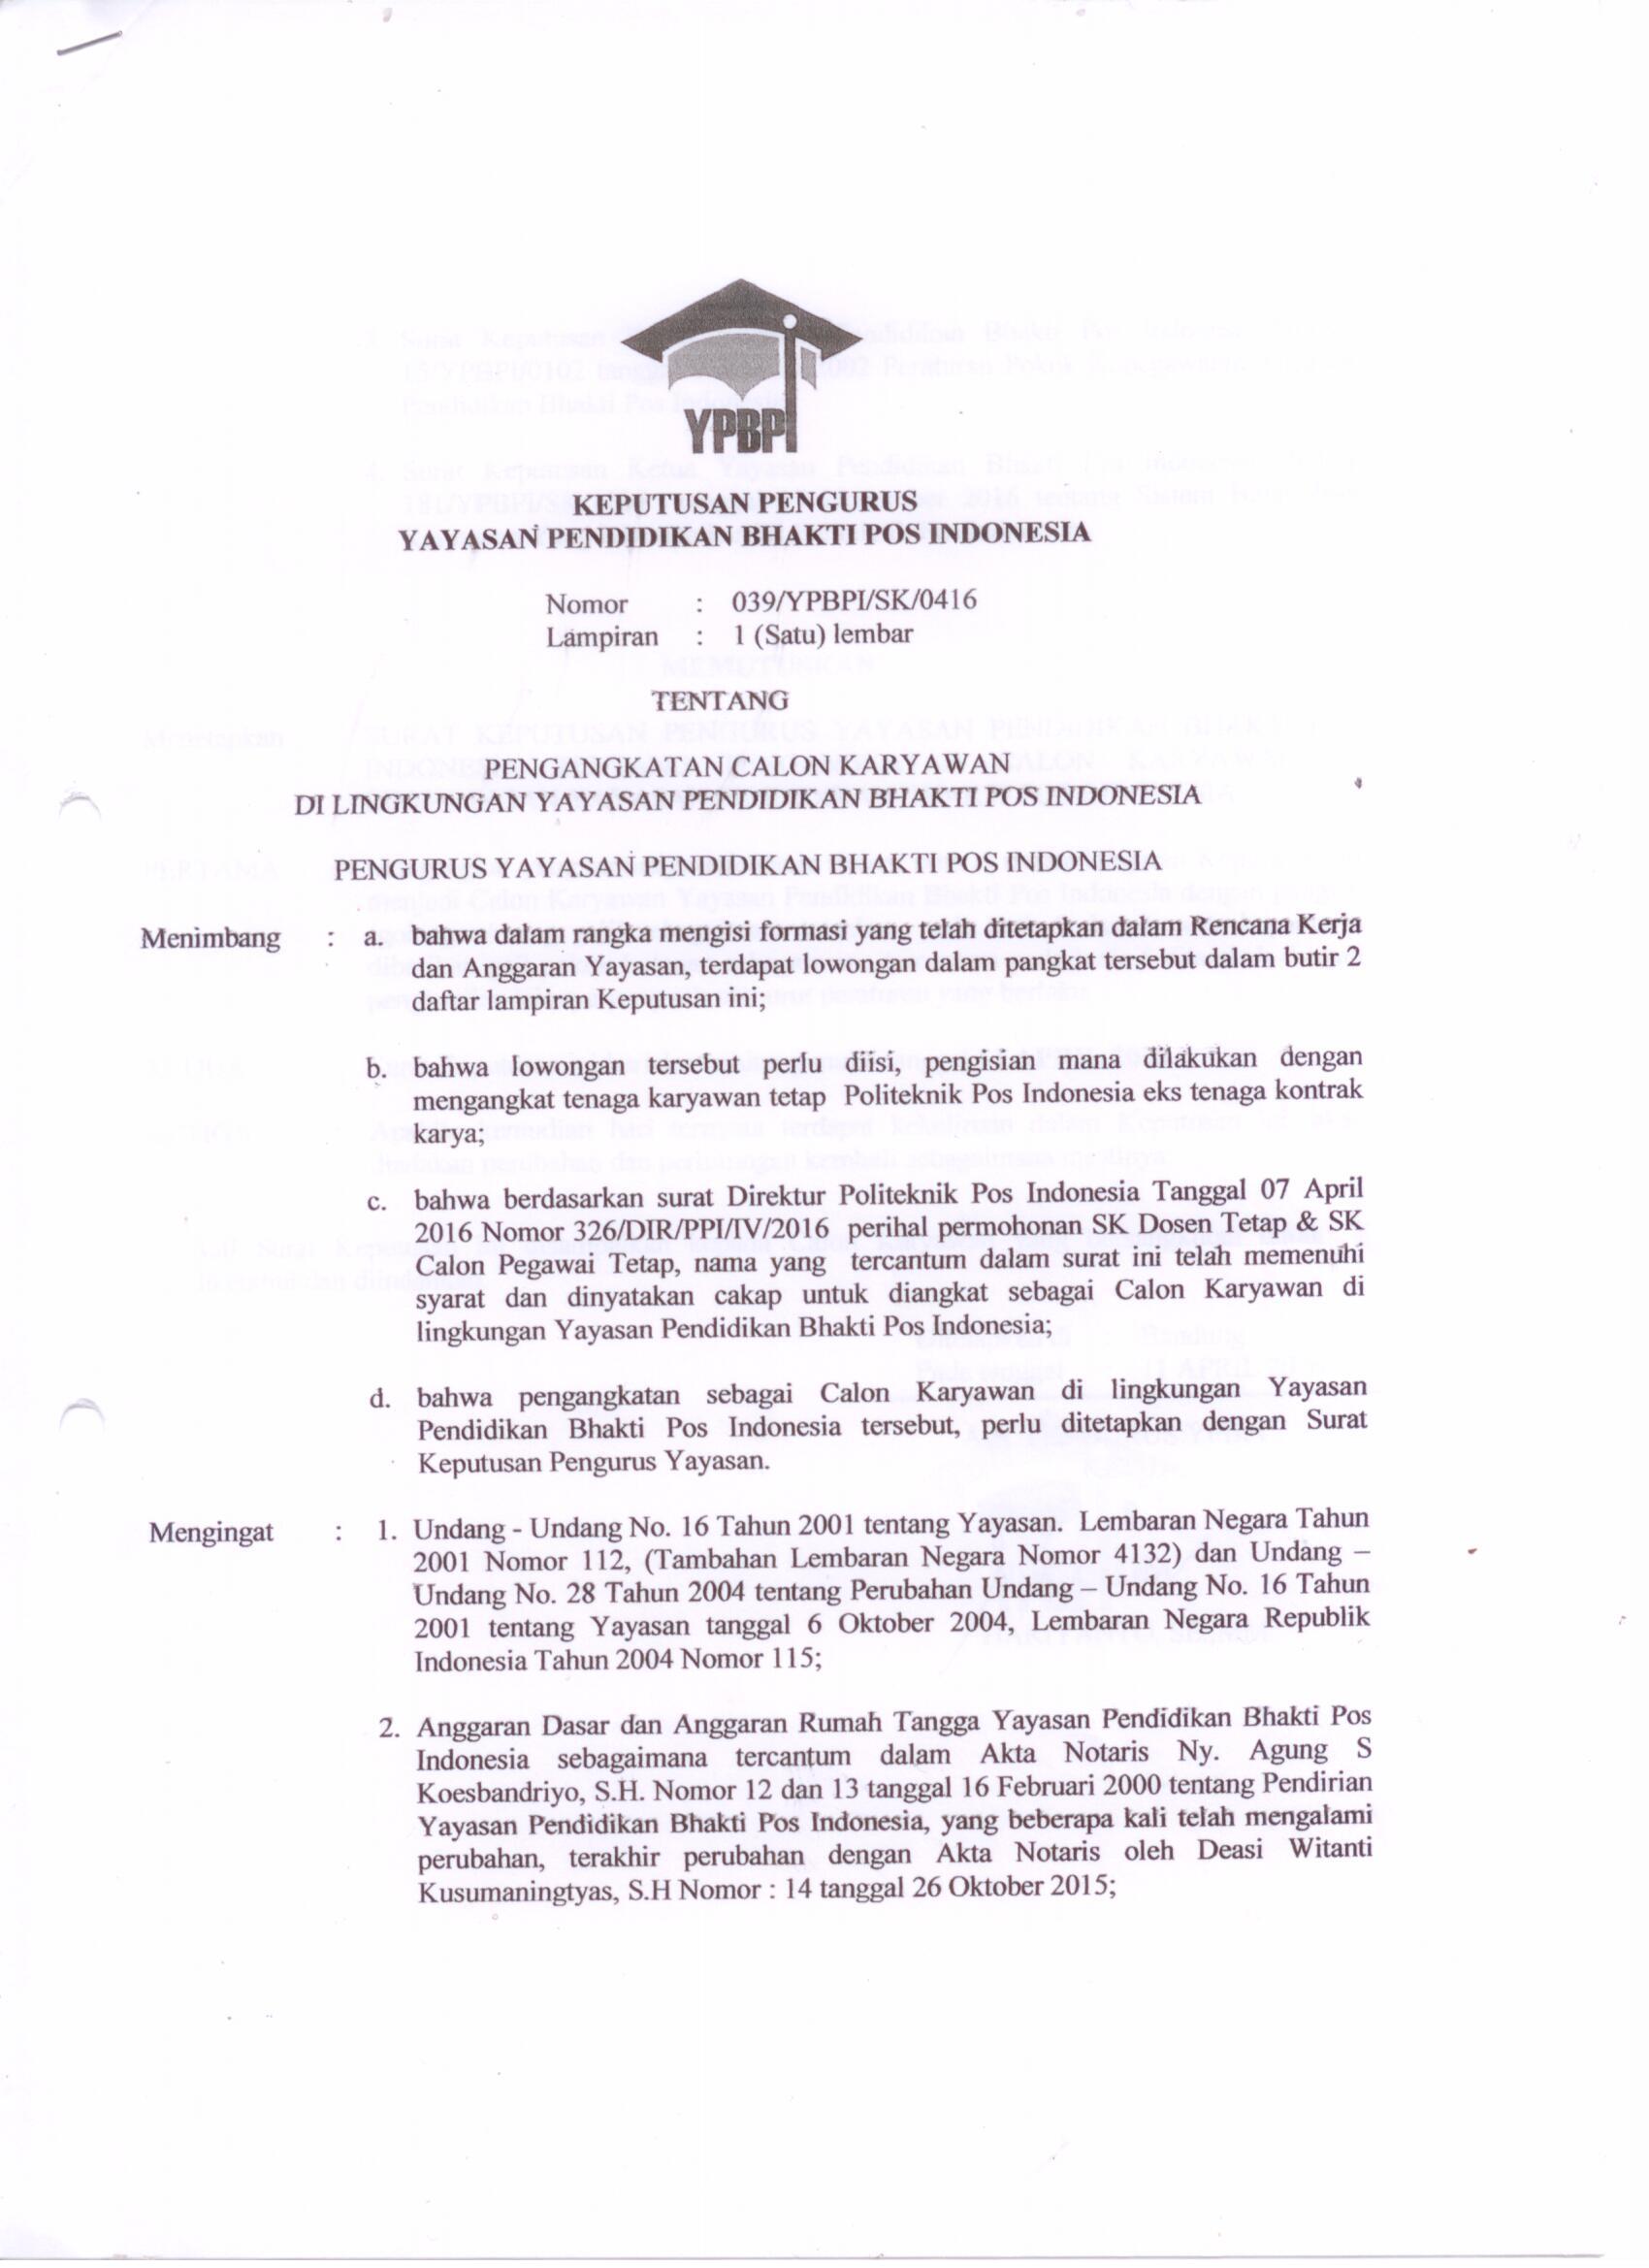 YPBPI
KEPUTUSAN PENGURUS
YAYASAN PENDIDIKAN BHAKTI POS INDONESIA
Nomor : 039/YPBPI/SK/0416
Lampiran : 1 (Satu) lembar
TENTANG
PENGANGKATAN CALON KARYAWAN
DI LINGKUNGAN YAYASAN PENDIDIKAN BHAKTI POS INDONESIA
PENGURUS YAYASAN PENDIDIKAN BHAKTI POS INDONESIA
Menimbang : a. bahwa dalam rangka mengisi formasi yang telah ditetapkan dalam Rencana Kerja
dan Anggaran Yayasan, terdapat lowongan dalam pangkat tersebut dalam butir 2
daftar lampiran Keputusan ini;
b. bahwa lowongan tersebut perlu diisi, pengisian mana dilakukan dengan
mengangkat tenaga karyawan tetap Politeknik Pos Indonesia eks tenaga kontrak
karya;
c. bahwa berdasarkan surat Direktur Politeknik Pos Indonesia Tanggal 07 April
2016 Nomor 326/DIR/PPI/IV/2016 perihal permohonan SK Dosen Tetap & SK
Calon Pegawai Tetap, nama yang tercantum dalam surat ini telah memenuhi
syarat dan dinyatakan cakap untuk diangkat sebagai Calon Karyawan di
lingkungan Yayasan Pendidikan Bhakti Pos Indonesia;
d. bahwa pengangkatan sebagai Calon Karyawan di lingkungan Yayasan
Pendidikan Bhakti Pos Indonesia tersebut, perlu ditetapkan dengan Surat
Keputusan Pengurus Yayasan.
Mengingat : 1. Undang - Undang No. 16 Tahun 2001 tentang Yayasan. Lembaran Negara Tahun
2001 Nomor 112, (Tambahan Lembaran Negara Nomor 4132) dan Undang –
Undang No. 28 Tahun 2004 tentang Perubahan Undang – Undang No. 16 Tahun
2001 tentang Yayasan tanggal 6 Oktober 2004, Lembaran Negara Republik
Indonesia Tahun 2004 Nomor 115;
2. Anggaran Dasar dan Anggaran Rumah Tangga Yayasan Pendidikan Bhakti Pos
Indonesia sebagaimana tercantum dalam Akta Notaris Ny. Agung S
Koesbandriyo, S.H. Nomor 12 dan 13 tanggal 16 Februari 2000 tentang Pendirian
Yayasan Pendidikan Bhakti Pos Indonesia, yang beberapa kali telah mengalami
perubahan, terakhir perubahan dengan Akta Notaris oleh Deasi Witanti
Kusumaningtyas, S.H Nomor : 14 tanggal 26 Oktober 2015;